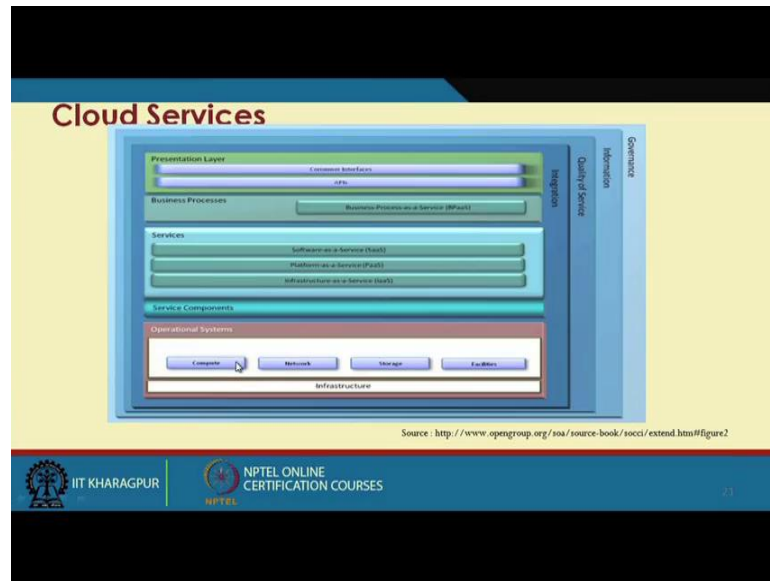 Cloud Services
Presentation Layer
Consumer Interfaces
APIs
Business Processes
Business-Process-as-a-Service (BPaaS)
Services
Software-as-a-Service (SaaS)
Platform-as-a-Service (PaaS)
Infrastructure-as-a-Service (IaaS)
Service Components
Operational Systems
Compute
Network
Storage
Facilities
Infrastructure
Integration
Quality of Service
Information
Governance
Source : http://www.opengroup.org/soa/source-book/socci/extend.htm#figure2
IIT KHARAGPUR
NPTEL
NPTEL ONLINE
CERTIFICATION COURSES
21